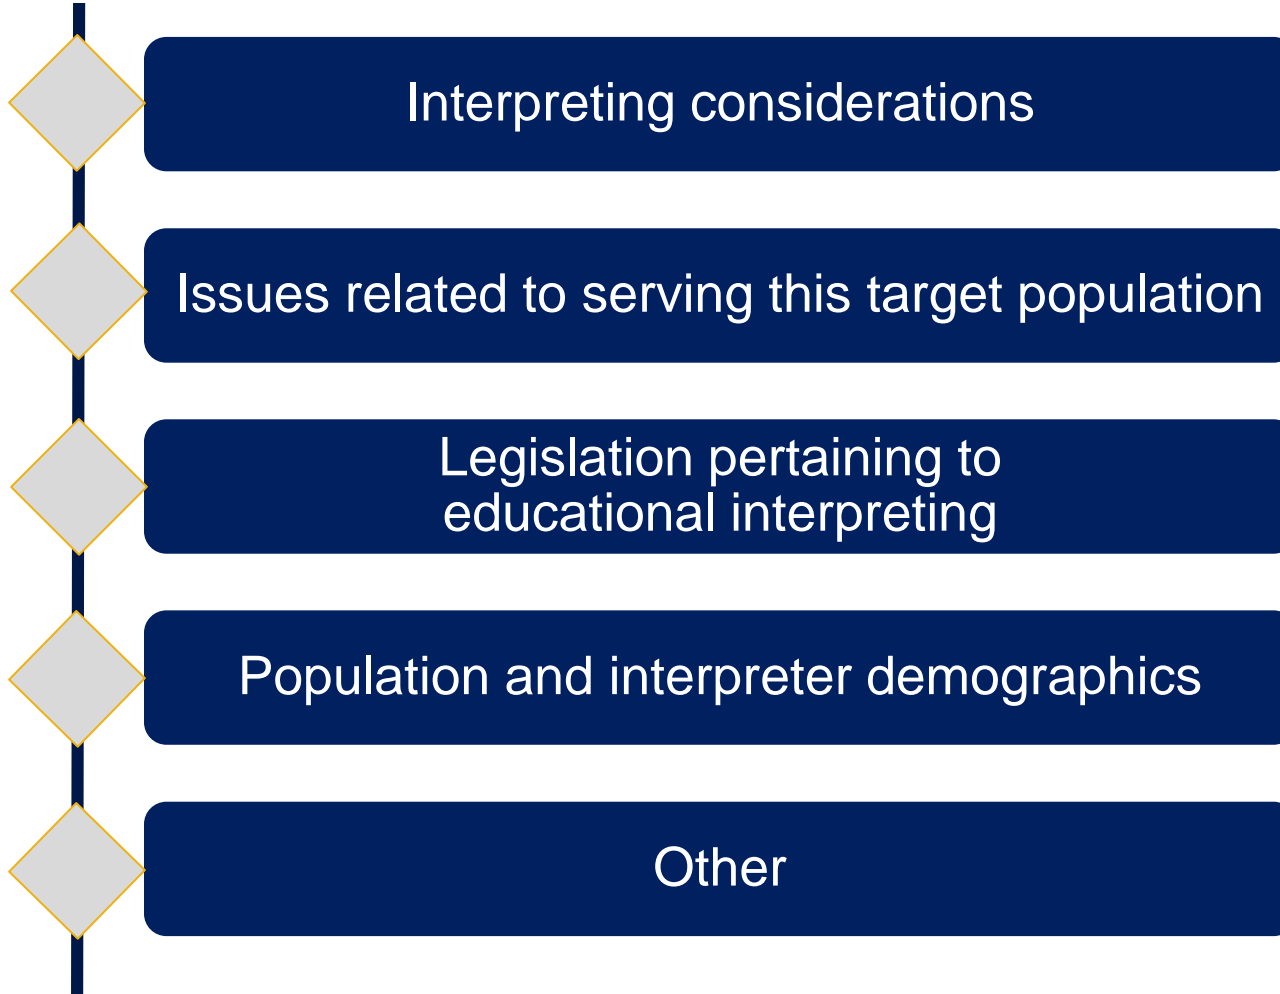 Interpreting considerations
Issues related to serving this target population
Legislation pertaining to
educational interpreting
Population and interpreter demographics
Other